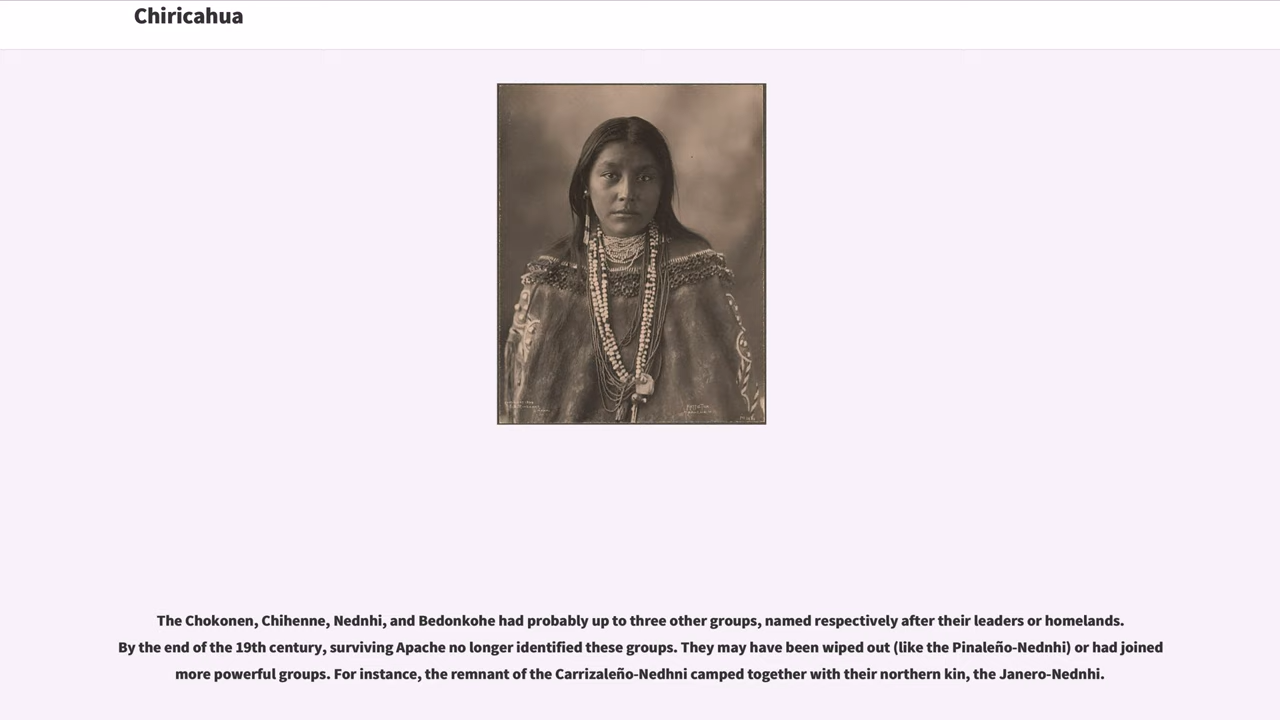 Chiricahua
The Chokonen, Chihenne, Nednhi, and Bedonkohe had probably up to three other groups, named respectively after their leaders or homelands.
By the end of the 19th century, surviving Apache no longer identified these groups. They may have been wiped out (like the Pinaleño-Nednhi) or had joined
more powerful groups. For instance, the remnant of the Carrizaleño-Nedhni camped together with their northern kin, the Janero-Nednhi.